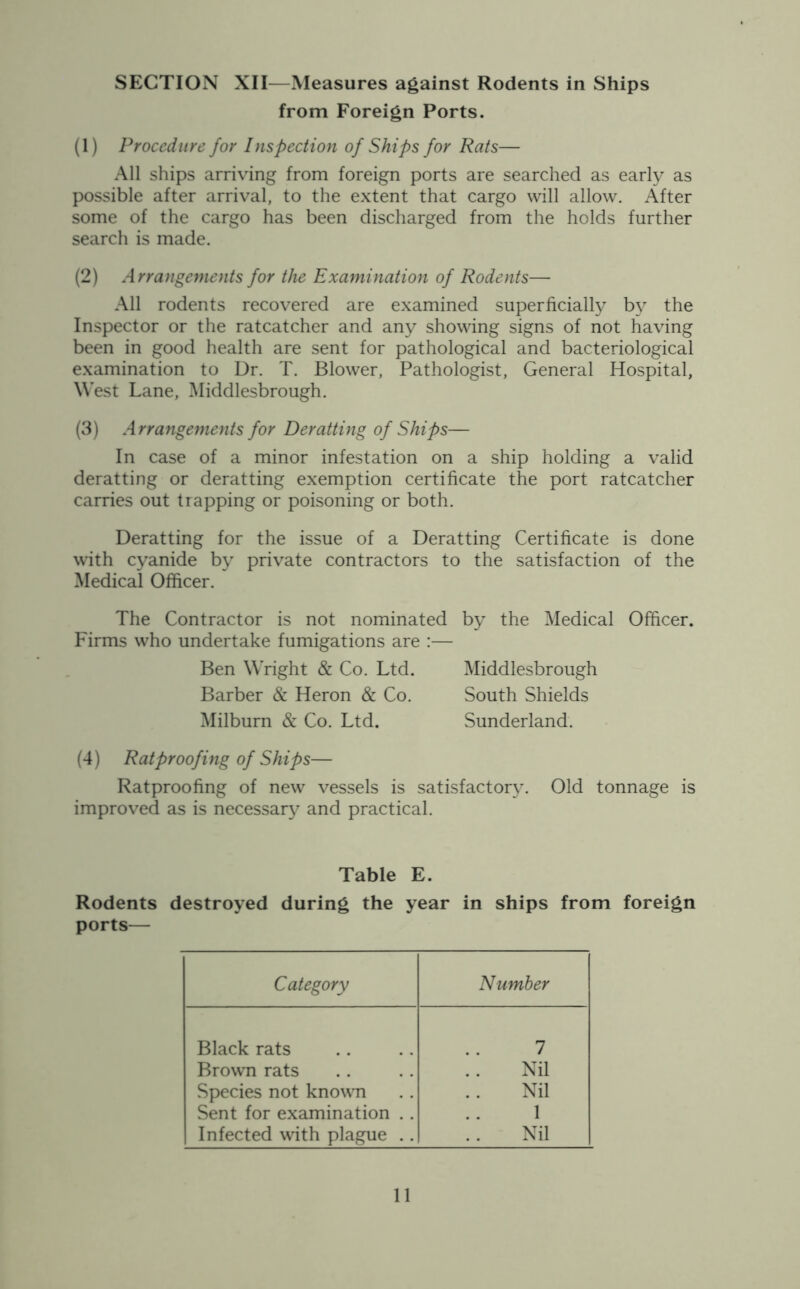 SECTION XII—Measures against Rodents in Ships
from Foreign Ports.
(1) Procedure for Inspection of Ships for Rats—
All ships arriving from foreign ports are searched as early as
possible after arrival, to the extent that cargo will allow. After
some of the cargo has been discharged from the holds further
search is made.
(2) Arrangements for the Examination of Rodents—
All rodents recovered are examined superficially by the
Inspector or the ratcatcher and any showing signs of not having
been in good health are sent for pathological and bacteriological
examination to Dr. T. Blower, Pathologist, General Hospital,
West Lane, Middlesbrough.
(3) Arrangements for Deratting of Ships—
In case of a minor infestation on a ship holding a valid
deratting or deratting exemption certificate the port ratcatcher
carries out trapping or poisoning or both.
Deratting for the issue of a Deratting Certificate is done
with cyanide by private contractors to the satisfaction of the
Medical Officer.
The Contractor is not nominated by the Medical Officer.
Firms who undertake fumigations are :—
Ben Wright & Co. Ltd. Middlesbrough
Barber & Heron & Co. South Shields
Milburn & Co. Ltd. Sunderland.
(4) Ratproofing of Ships—
Ratproofing of new vessels is satisfactory. Old tonnage is
improved as is necessary and practical.
Table E.
Rodents destroyed during the year in ships from foreign
ports—
Category Number
Black rats .. .. .. 7
Brown rats .. .. .. Nil
Species not known .. .. Nil
Sent for examination .. .. 1
Infected with plague .. .. Nil
11